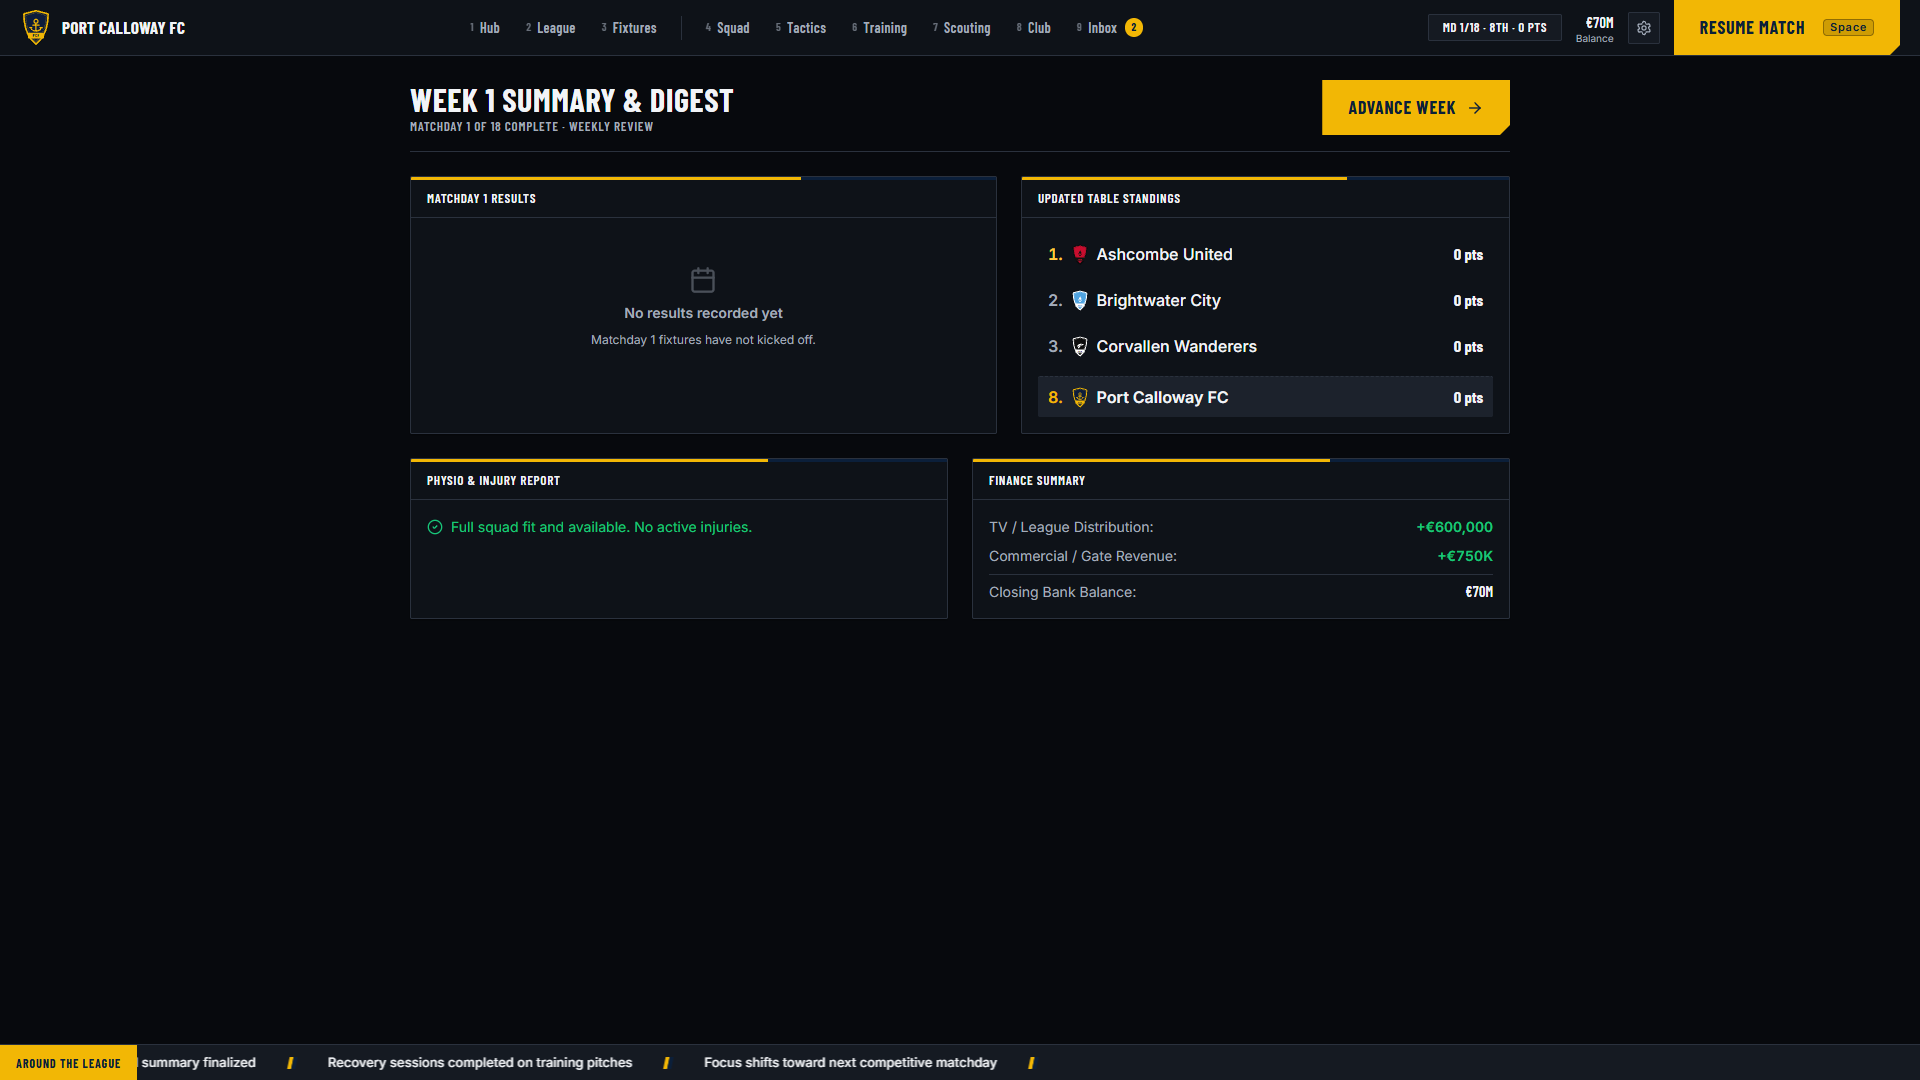 PORT CALLOWAY FC
1 Hub
2 League
3 Fixtures
4 Squad
5 Tactics
6 Training
7 Scouting
8 Club
9 Inbox 2
MD 1/18 · 8TH · 0 PTS
€70M
Balance
RESUME MATCH Space
WEEK 1 SUMMARY & DIGEST
MATCHDAY 1 OF 18 COMPLETE · WEEKLY REVIEW
ADVANCE WEEK →
MATCHDAY 1 RESULTS
No results recorded yet
Matchday 1 fixtures have not kicked off.
UPDATED TABLE STANDINGS
1. Ashcombe United 0 pts
2. Brightwater City 0 pts
3. Corvallen Wanderers 0 pts
8. Port Calloway FC 0 pts
PHYSIO & INJURY REPORT
Full squad fit and available. No active injuries.
FINANCE SUMMARY
TV / League Distribution: +€600,000
Commercial / Gate Revenue: +€750K
Closing Bank Balance: €70M
AROUND THE LEAGUE
summary finalized // Recovery sessions completed on training pitches // Focus shifts toward next competitive matchday //